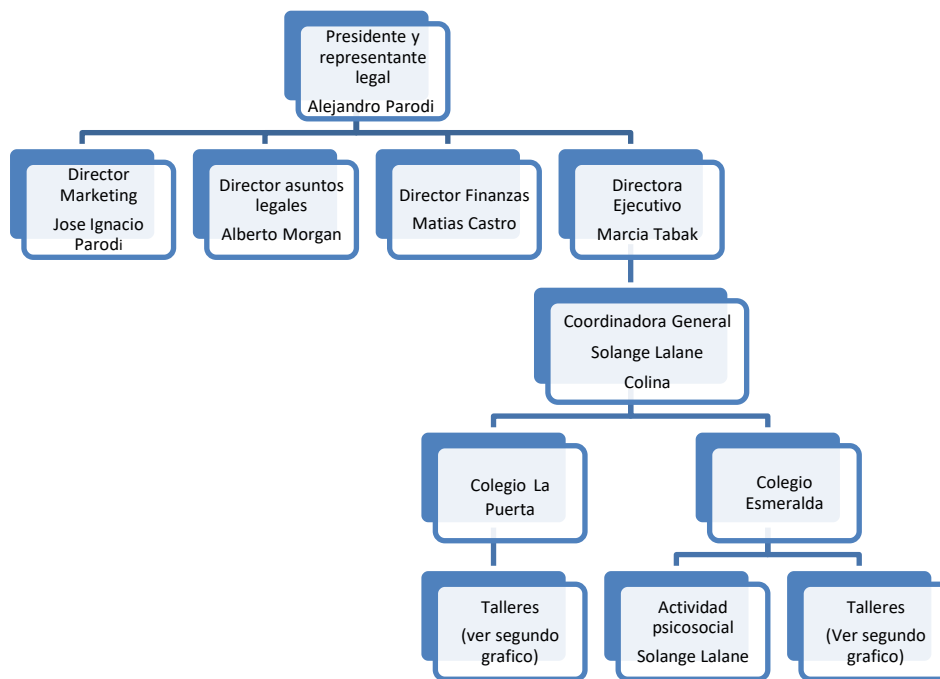 Presidente y
representante
legal
Alejandro Parodi
Director
Marketing
Jose Ignacio
Parodi
Director asuntos
legales
Alberto Morgan
Director Finanzas
Matias Castro
Directora
Ejecutivo
Marcia Tabak
Coordinadora General
Solange Lalane
Colina
Colegio La
Puerta
Colegio
Esmeralda
Talleres
(ver segundo
grafico)
Actividad
psicosocial
Solange Lalane
Talleres
(Ver segundo
grafico)